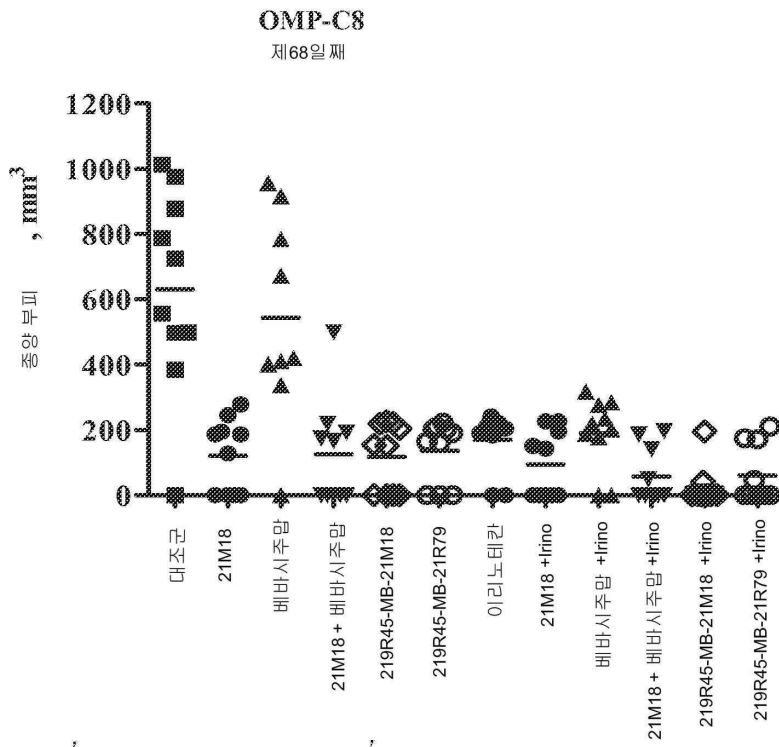 OMP-C8
제68일째
종양 부피 , mm³
1200
1000
800
600
400
200
0
대조군
21M18
베바시주맙
21M18 + 베바시주맙
219R45-MB-21M18
219R45-MB-21R79
이리노테칸
21M18 +Irino
베바시주맙 +Irino
21M18 + 베바시주맙 +Irino
219R45-MB-21M18 +Irino
219R45-MB-21R79 +Irino
, ,